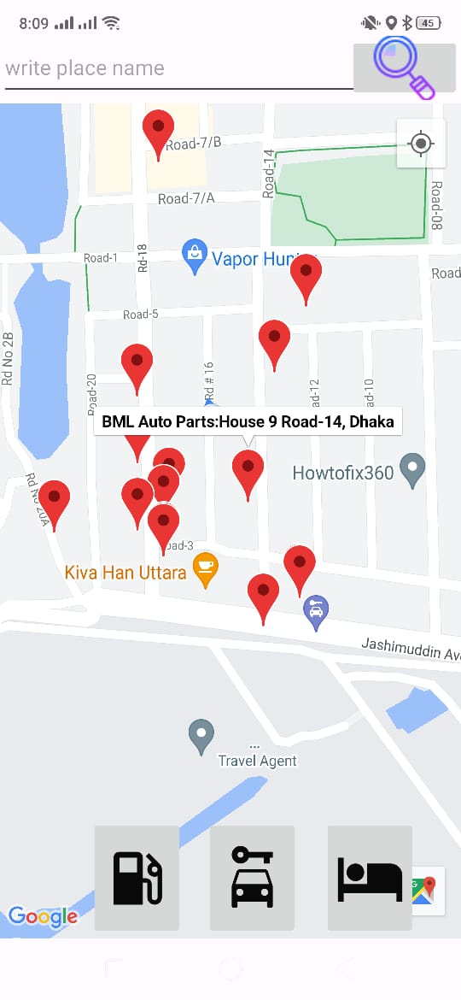 8:09
45
write place name
Road-7/B
Road-14
Road-7/A
Road-08
Road-1
Rd-18
Vapor Hun
Road
Road-5
Rd No 2B
Road-20
Rd # 16
ad-12
ad-10
BML Auto Parts:House 9 Road-14, Dhaka
Howtofix360
Rd No 20A
oad-3
Kiva Han Uttara
Jashimuddin Av
...
Travel Agent
G
Google